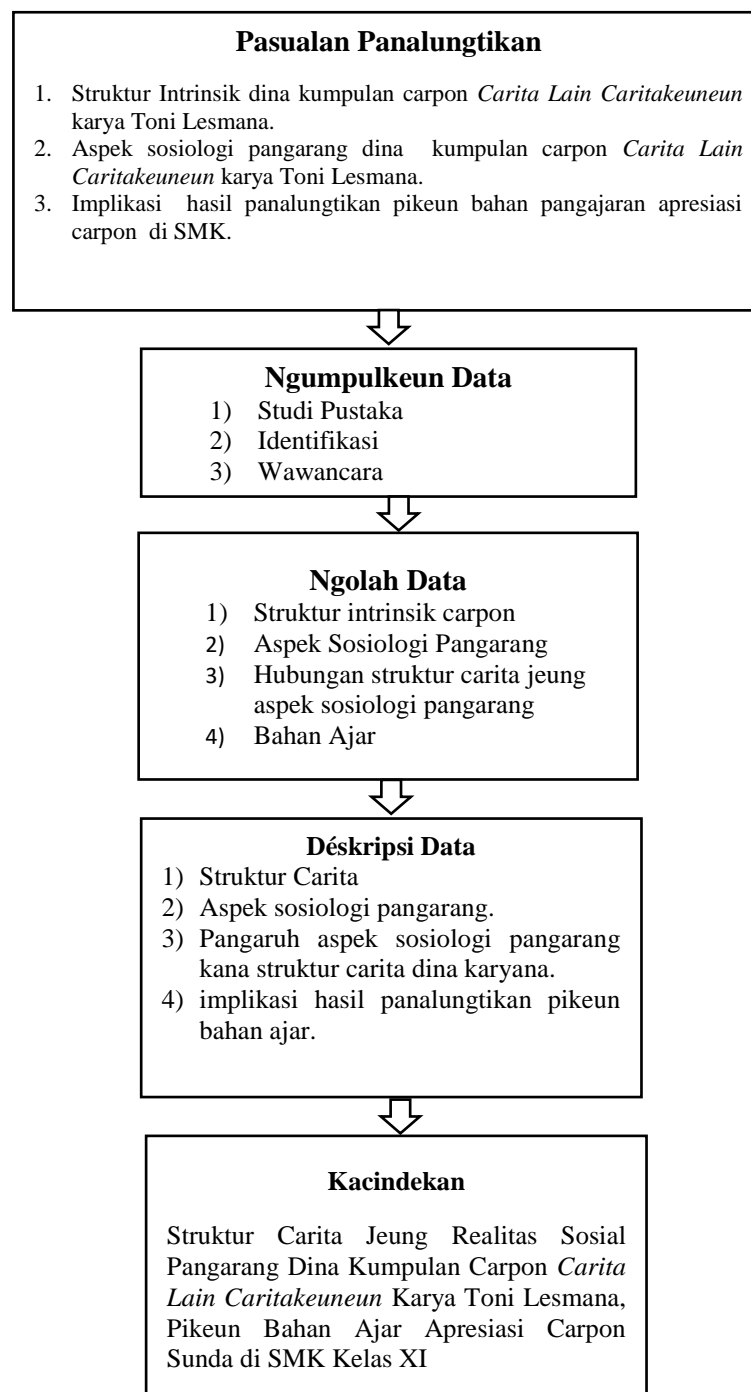 Pasualan Panalungtikan
1. Struktur Intrinsik dina kumpulan carpon Carita Lain Caritakeuneun
karya Toni Lesmana.
2. Aspek sosiologi pangarang dina kumpulan carpon Carita Lain
Caritakeuneun karya Toni Lesmana.
3. Implikasi hasil panalungtikan pikeun bahan pangajaran apresiasi
carpon di SMK.
Ngumpulkeun Data
1) Studi Pustaka
2) Identifikasi
3) Wawancara
Ngolah Data
1) Struktur intrinsik carpon
2) Aspek Sosiologi Pangarang
3) Hubungan struktur carita jeung
aspek sosiologi pangarang
4) Bahan Ajar
Déskripsi Data
1) Struktur Carita
2) Aspek sosiologi pangarang.
3) Pangaruh aspek sosiologi pangarang
kana struktur carita dina karyana.
4) implikasi hasil panalungtikan pikeun
bahan ajar.
Kacindekan
Struktur Carita Jeung Realitas Sosial
Pangarang Dina Kumpulan Carpon Carita
Lain Caritakeuneun Karya Toni Lesmana,
Pikeun Bahan Ajar Apresiasi Carpon
Sunda di SMK Kelas XI